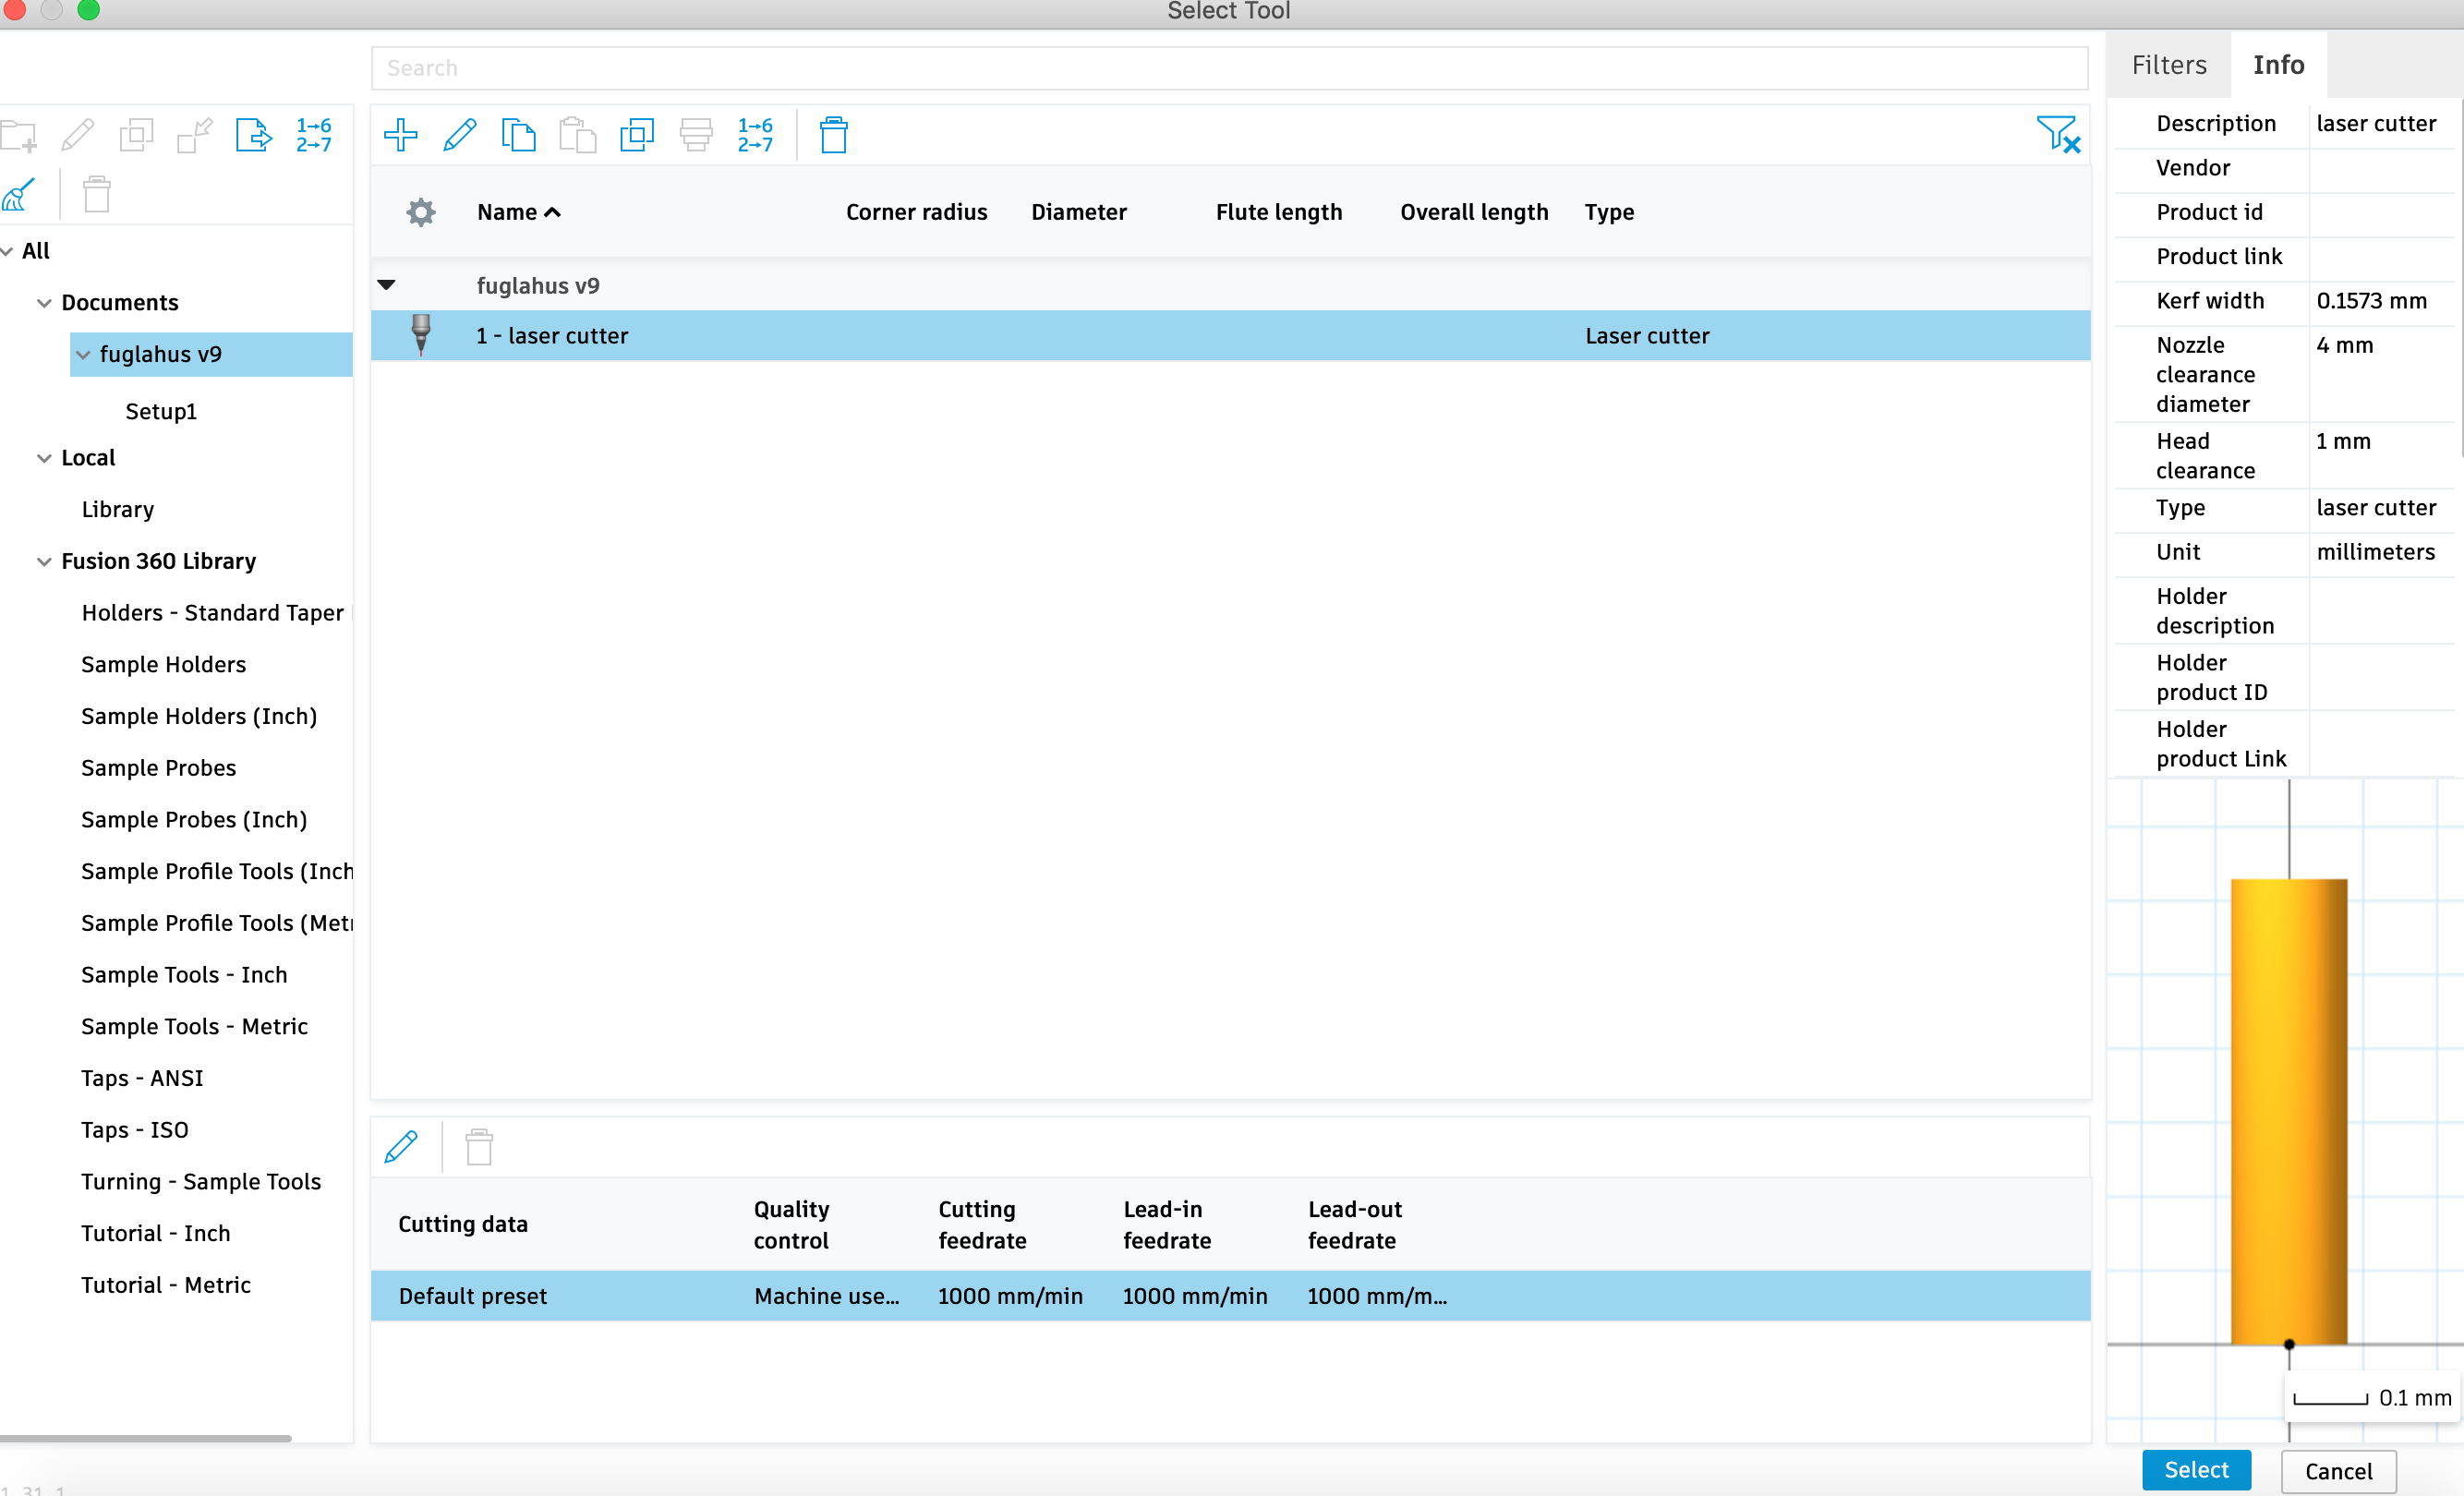 Select Tool
Search
Filters
Info
1→6
2→7
1→6
2→7
All
Documents
fuglahus v9
Setup1
Local
Library
Fusion 360 Library
Holders - Standard Taper
Sample Holders
Sample Holders (Inch)
Sample Probes
Sample Probes (Inch)
Sample Profile Tools (Inch
Sample Profile Tools (Met
Sample Tools - Inch
Sample Tools - Metric
Taps - ANSI
Taps - ISO
Turning - Sample Tools
Tutorial - Inch
Tutorial - Metric
Name Corner radius Diameter Flute length Overall length Type
fuglahus v9
1 - laser cutter Laser cutter
Cutting data Quality control Cutting feedrate Lead-in feedrate Lead-out feedrate
Default preset Machine use... 1000 mm/min 1000 mm/min 1000 mm/m...
Description laser cutter
Vendor
Product id
Product link
Kerf width 0.1573 mm
Nozzle clearance diameter 4 mm
Head clearance 1 mm
Type laser cutter
Unit millimeters
Holder description
Holder product ID
Holder product Link
0.1 mm
Select
Cancel